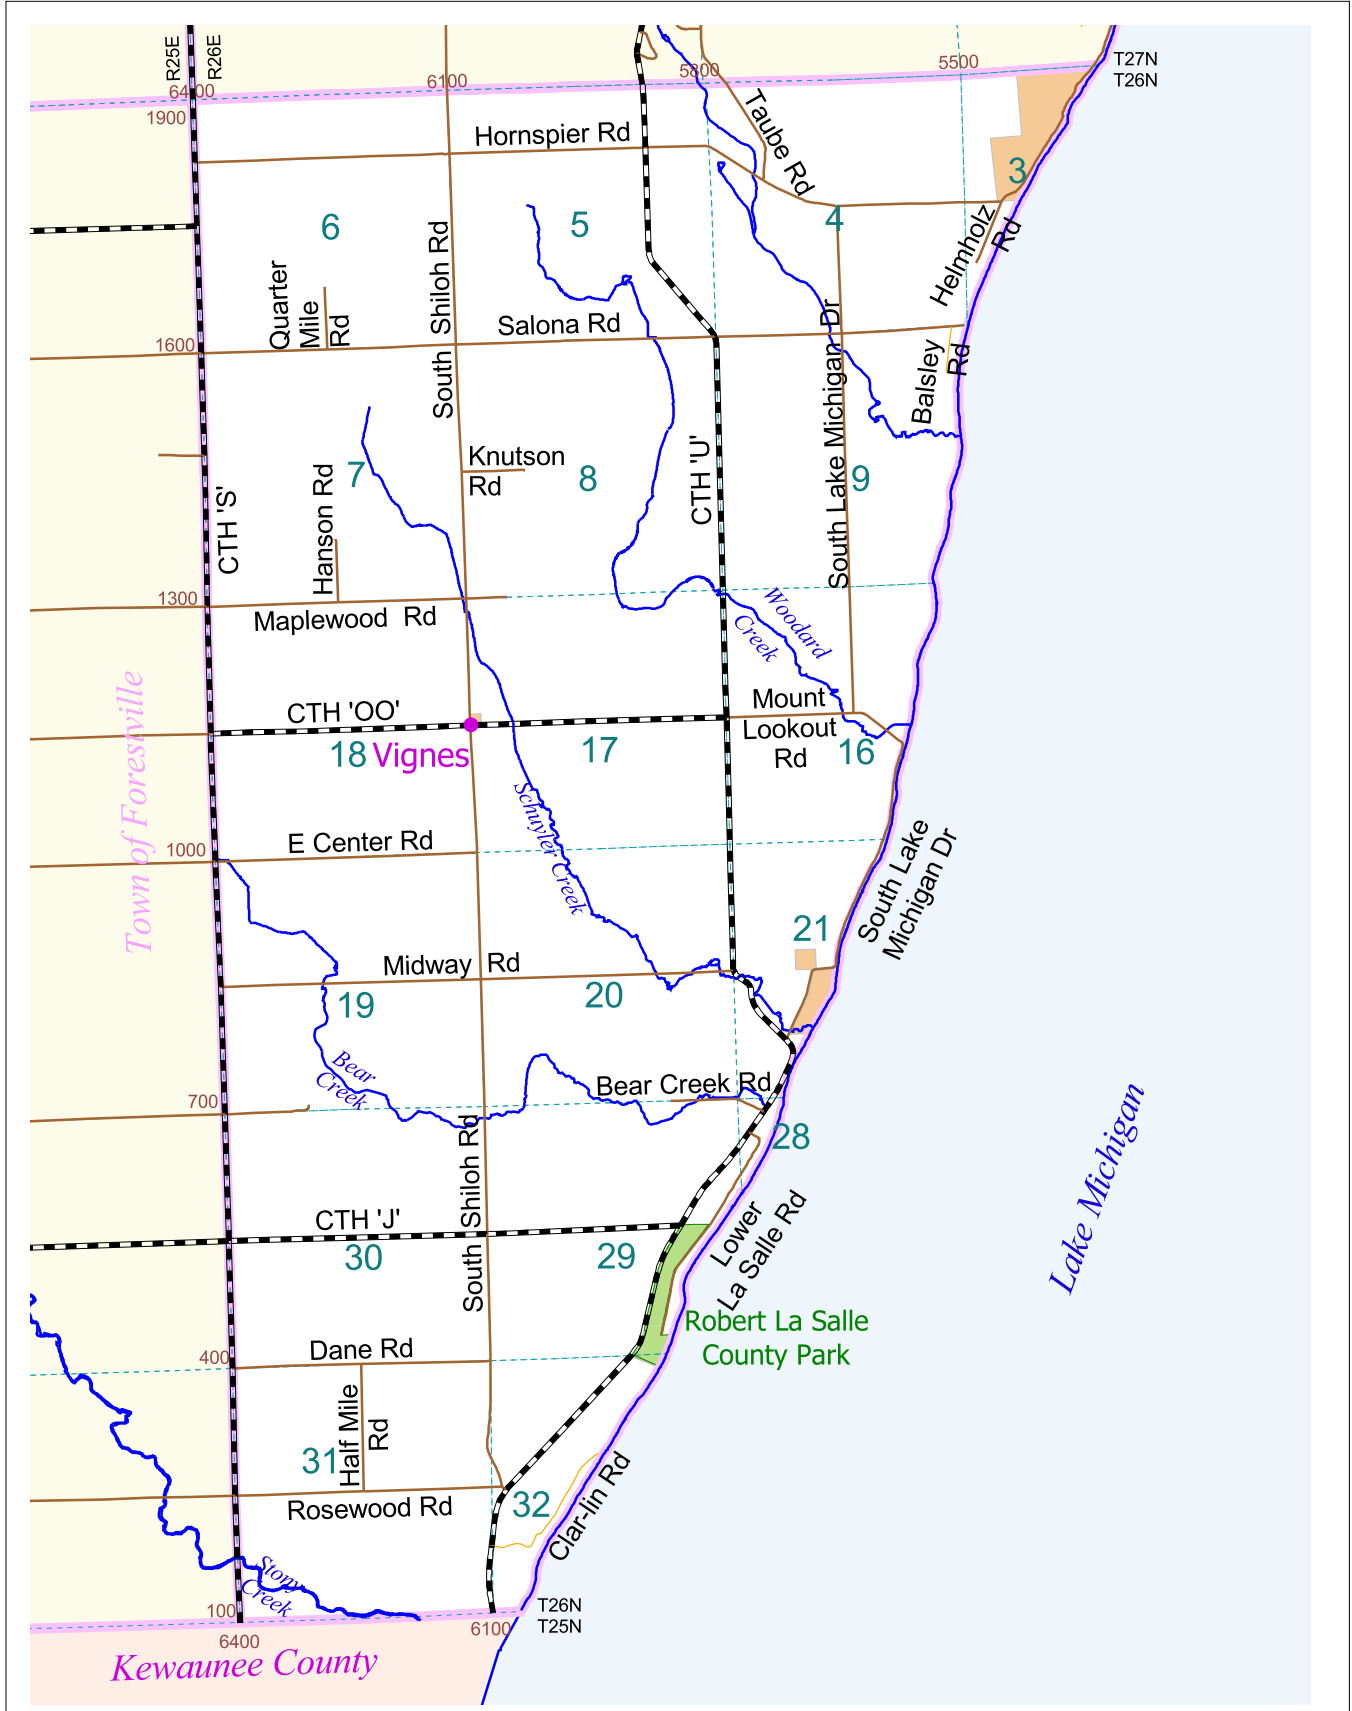 R25E
R26E
T27N
T26N
6400
6100
5800
5500
1900
Hornspier Rd
Taube Rd
3
6
5
4
Helmholz
Rd
Quarter
Mile
Rd
South Shiloh Rd
Salona Rd
1600
South Lake Michigan Dr
Balsley
Rd
CTH 'S'
7
Hanson Rd
Knutson
Rd
8
CTH 'U'
9
1300
Maplewood Rd
Woodard
Creek
Town of Forestville
CTH 'OO'
18
Vignes
17
Mount
Lookout
Rd
16
1000
E Center Rd
Schuyler Creek
South Lake
Michigan Dr
21
Midway Rd
19
20
Bear
Creek
Bear Creek Rd
700
28
South Shiloh Rd
CTH 'J'
30
29
Lower
La Salle Rd
Lake Michigan
Robert La Salle
County Park
400
Dane Rd
31
Half Mile
Rd
Rosewood Rd
32
Clar-lin Rd
Stony
Creek
100
6400
6100
T26N
T25N
Kewaunee County